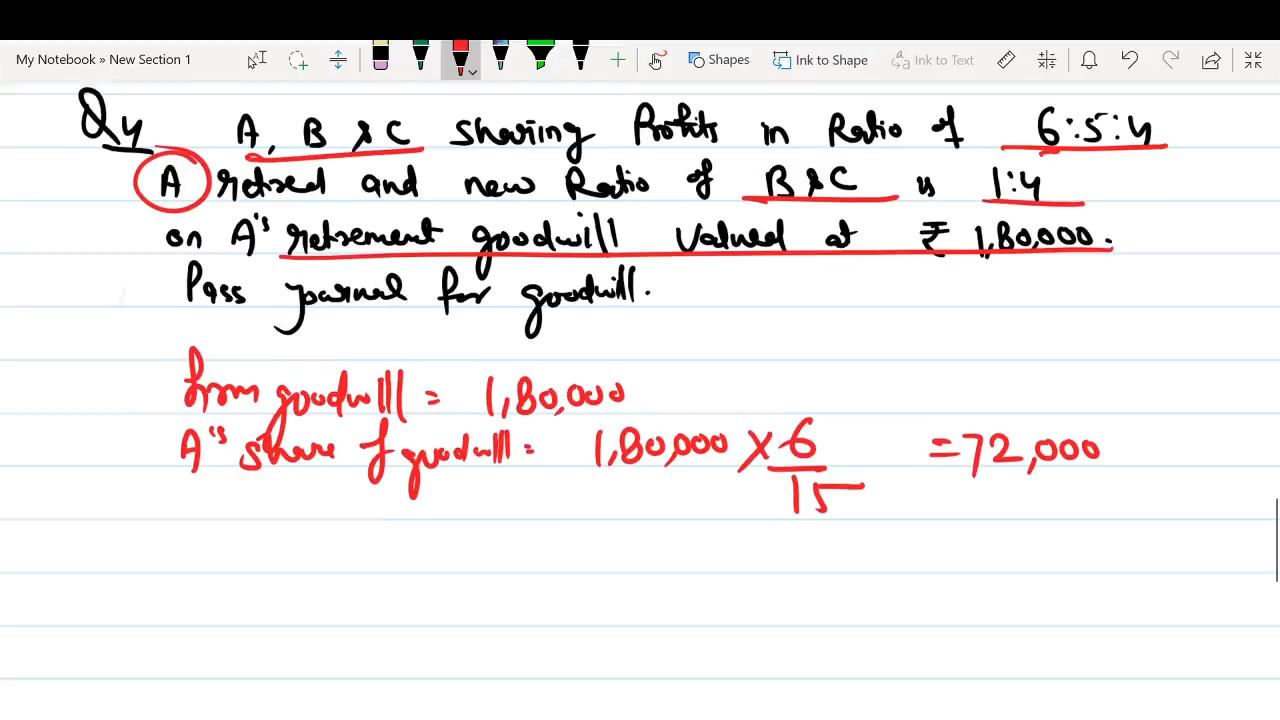 My Notebook » New Section 1
Shapes
Ink to Shape
Ink to Text
Q4 A, B & C sharing Profits in Ratio of 6:5:4
A retired and new Ratio of B & C is 1:4
on A's retirement goodwill valued at ₹ 1,80,000.
Pass journal for goodwill.
firm goodwill = 1,80,000
A's share of goodwill = 1,80,000 × 6/15 = 72,000